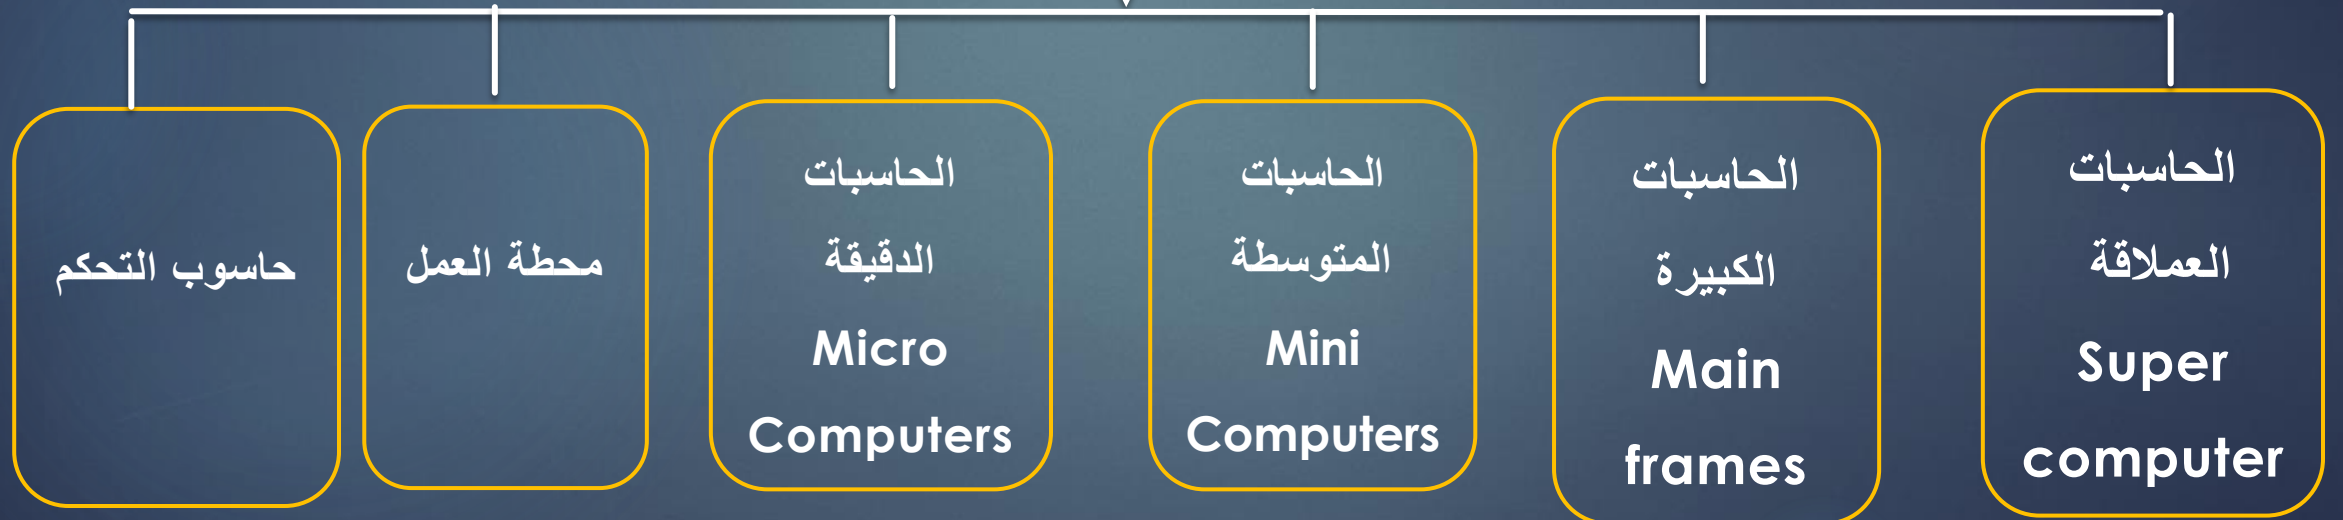 الحاسبات
العملاقة
Super
computer
الحاسبات
الكبيرة
Main
frames
الحاسبات
المتوسطة
Mini
Computers
الحاسبات
الدقيقة
Micro
Computers
محطة العمل
حاسوب التحكم